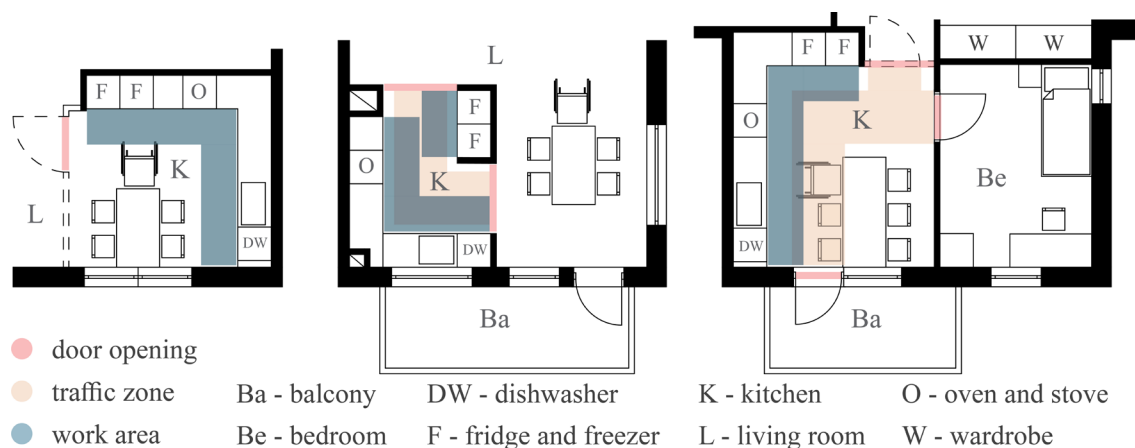 F F O
K
L
DW
L
F
F
O
K
DW
Ba
F F
W W
O
K
Be
DW
Ba
door opening
traffic zone
work area
Ba - balcony DW - dishwasher K - kitchen O - oven and stove
Be - bedroom F - fridge and freezer L - living room W - wardrobe